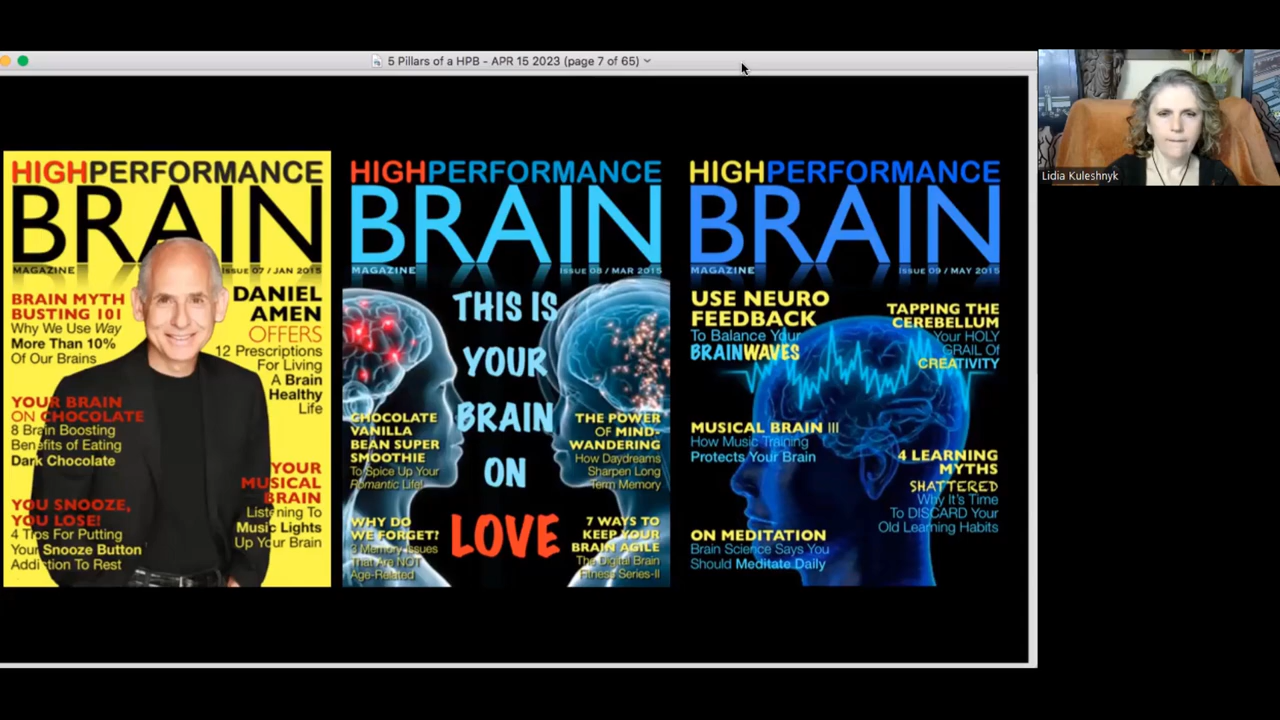 5 Pillars of a HPB - APR 15 2023 (page 7 of 65)
Lidia Kuleshnyk
HIGHPERFORMANCE
BRAIN
MAGAZINE
ISSUE 07 / JAN 2015
BRAIN MYTH
BUSTING 101
Why We Use Way
More Than 10%
Of Our Brains
YOUR BRAIN
ON CHOCOLATE
8 Brain Boosting
Benefits of Eating
Dark Chocolate
YOU SNOOZE,
YOU LOSE!
4 Tips For Putting
Your Snooze Button
Addiction To Rest
DANIEL
AMEN
OFFERS
12 Prescriptions
For Living
A Brain
Healthy
Life
YOUR
MUSICAL
BRAIN
Listening To
Music Lights
Up Your Brain
HIGHPERFORMANCE
BRAIN
MAGAZINE
ISSUE 08 / MAR 2015
THIS IS
YOUR
BRAIN
ON
LOVE
CHOCOLATE
VANILLA
BEAN SUPER
SMOOTHIE
To Spice Up Your
Romantic Life!
WHY DO
WE FORGET?
3 Memory Issues
That Are NOT
Age-Related
THE POWER
OF MIND-
WANDERING
How Daydreams
Sharpen Long
Term Memory
7 WAYS TO
KEEP YOUR
BRAIN AGILE
The Digital Brain
Fitness Series-II
HIGHPERFORMANCE
BRAIN
MAGAZINE
ISSUE 09 / MAY 2015
USE NEURO
FEEDBACK
To Balance Your
BRAINWAVES
MUSICAL BRAIN III
How Music Training
Protects Your Brain
ON MEDITATION
Brain Science Says You
Should Meditate Daily
TAPPING THE
CEREBELLUM
Your HOLY
GRAIL Of
CREATIVITY
4 LEARNING
MYTHS
SHATTERED
Why It's Time
To DISCARD Your
Old Learning Habits